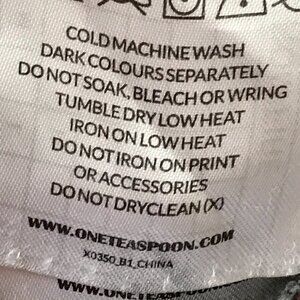 COLD MACHINE WASH
DARK COLOURS SEPARATELY
DO NOT SOAK, BLEACH OR WRING
TUMBLE DRY LOW HEAT
IRON ON LOW HEAT
DO NOT IRON ON PRINT
OR ACCESSORIES
DO NOT DRYCLEAN (X)
WWW.ONETEASPOON.COM
X0350_B1_CHINA
WWW.ONETEASPOON.COM